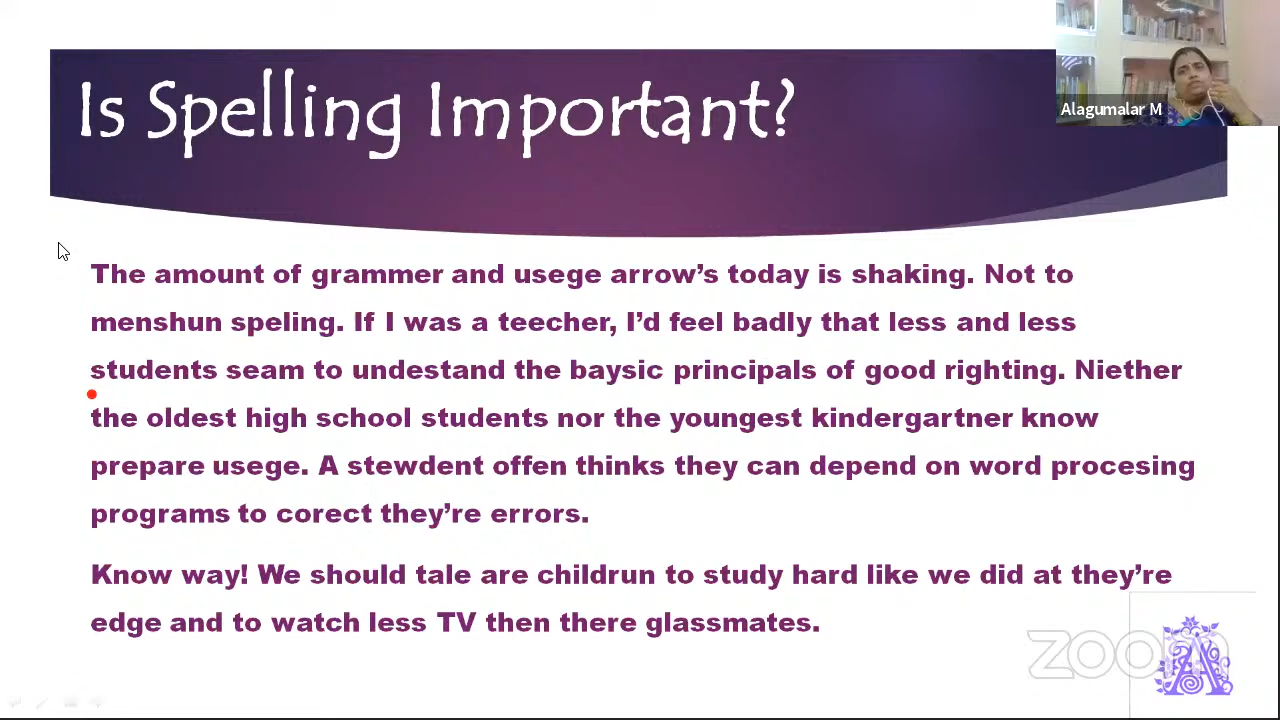 Is Spelling Important?
Alagumalar M
The amount of grammer and usege arrow's today is shaking. Not to
menshun speling. If I was a teecher, I'd feel badly that less and less
students seam to undestand the baysic principals of good righting. Niether
the oldest high school students nor the youngest kindergartner know
prepare usege. A stewdent offen thinks they can depend on word procesing
programs to corect they're errors.
Know way! We should tale are childrun to study hard like we did at they're
edge and to watch less TV then there glassmates.
zoom
A